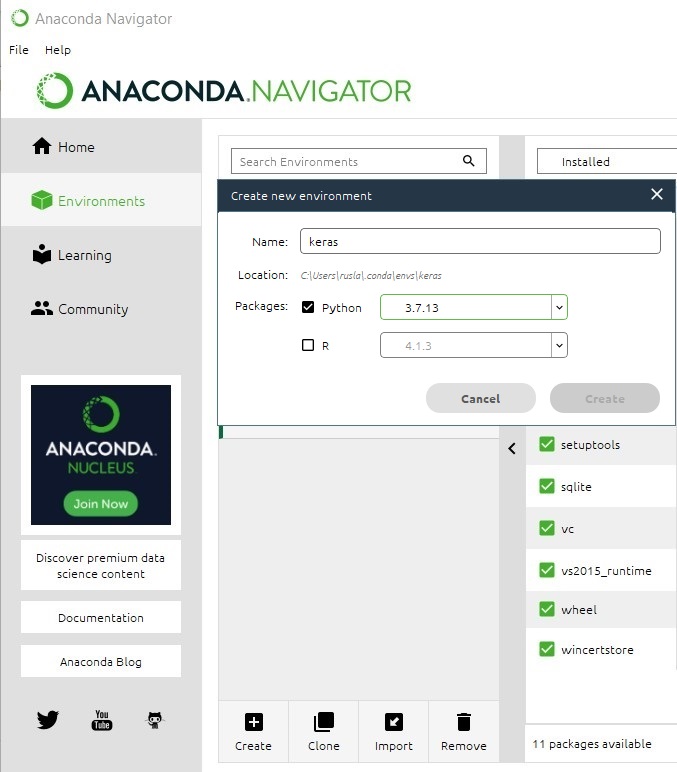 Anaconda Navigator
File Help
ANACONDA.NAVIGATOR
Home
Environments
Learning
Community
ANACONDA.
NUCLEUS
Join Now
Discover premium data
science content
Documentation
Anaconda Blog
You
Tube
Search Environments
Installed
Create new environment
Name: keras
Location: C:\Users\rusla\.conda\envs\keras
Packages: Python 3.7.13
R 4.1.3
Cancel Create
setuptools
sqlite
vc
vs2015_runtime
wheel
wincertstore
Create Clone Import Remove
11 packages available